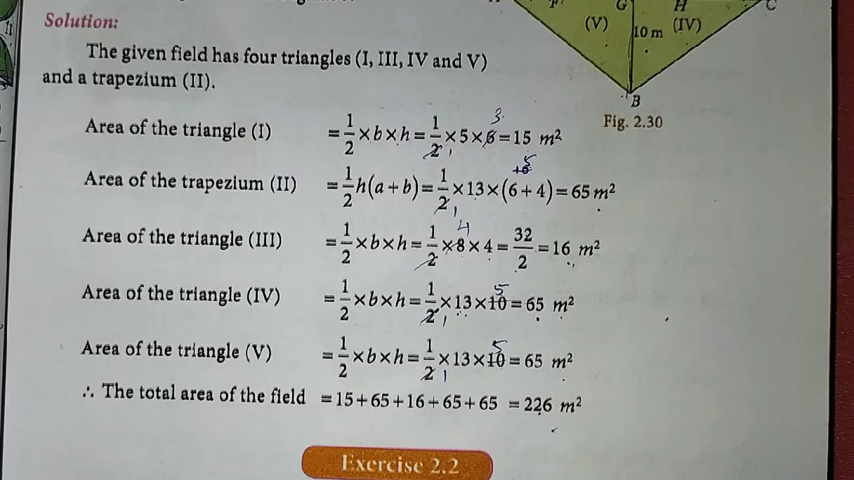 G H C
(V) 10 m (IV)
B
Fig. 2.30
Solution:
The given field has four triangles (I, III, IV and V)
and a trapezium (II).
Area of the triangle (I) = 1/2 × b × h = 1/2 × 5 × 6 = 15 m²
Area of the trapezium (II) = 1/2 h(a + b) = 1/2 × 13 × (6 + 4) = 65 m²
Area of the triangle (III) = 1/2 × b × h = 1/2 × 8 × 4 = 32/2 = 16 m²
Area of the triangle (IV) = 1/2 × b × h = 1/2 × 13 × 10 = 65 m²
Area of the triangle (V) = 1/2 × b × h = 1/2 × 13 × 10 = 65 m²
∴ The total area of the field = 15+65+16+65+65 = 226 m²
Exercise 2.2